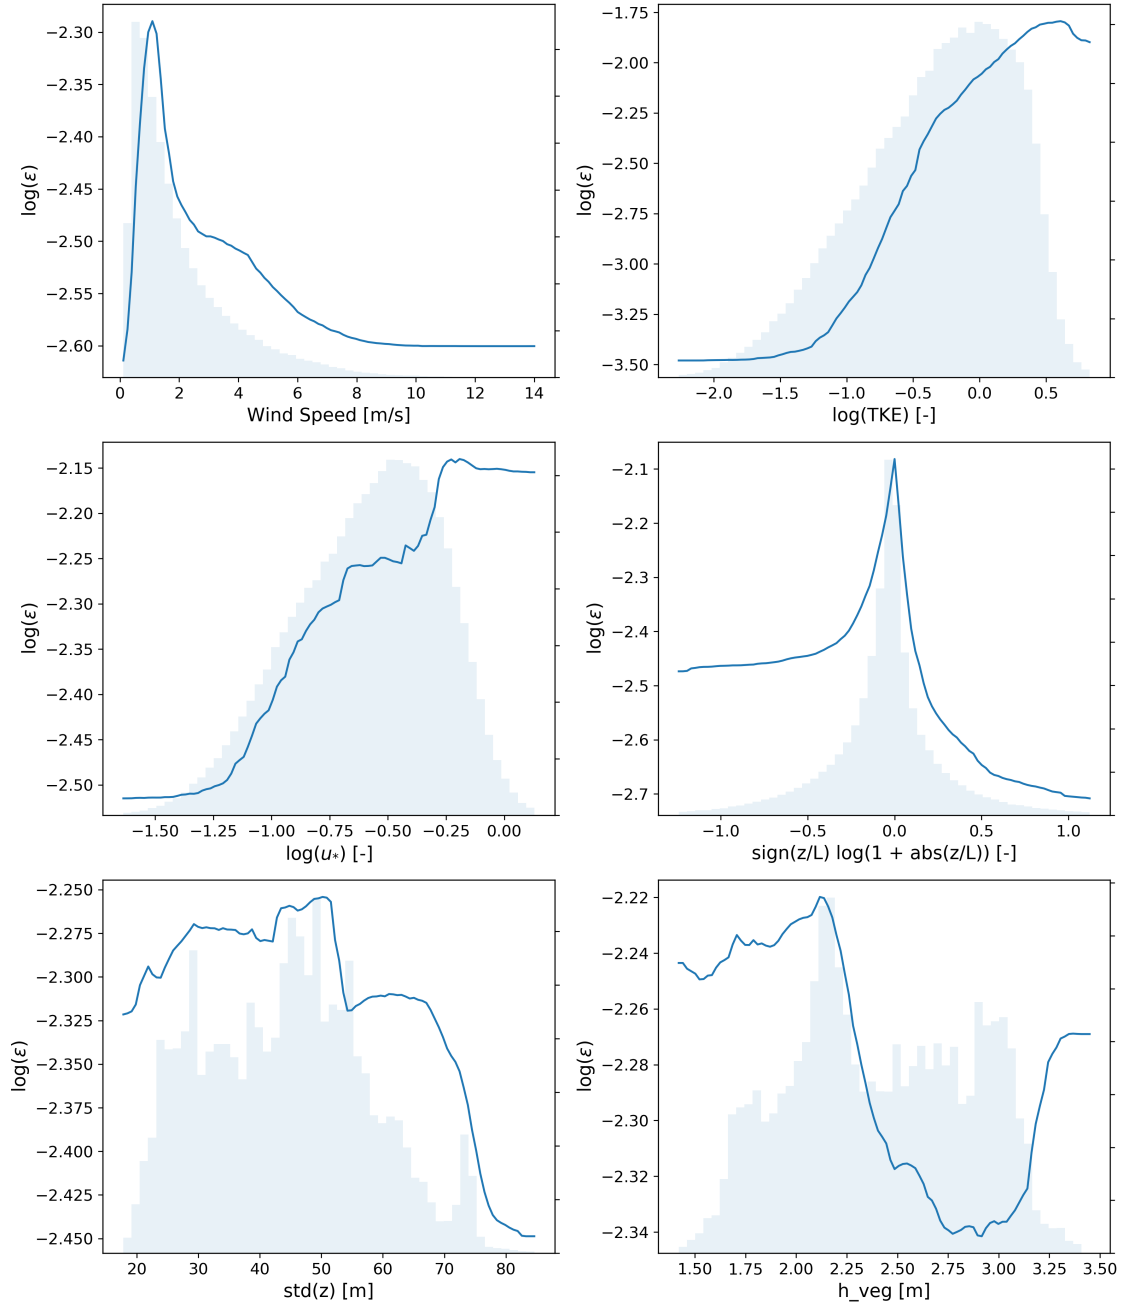 −2.30
−2.35
−2.40
−2.45
−2.50
−2.55
−2.60
log(ε)
0 2 4 6 8 10 12 14
Wind Speed [m/s]
−1.75
−2.00
−2.25
−2.50
−2.75
−3.00
−3.25
−3.50
log(ε)
−2.0 −1.5 −1.0 −0.5 0.0 0.5
log(TKE) [-]
−2.15
−2.20
−2.25
−2.30
−2.35
−2.40
−2.45
−2.50
log(ε)
−1.50 −1.25 −1.00 −0.75 −0.50 −0.25 0.00
log(u*) [-]
−2.1
−2.2
−2.3
−2.4
−2.5
−2.6
−2.7
log(ε)
−1.0 −0.5 0.0 0.5 1.0
sign(z/L) log(1 + abs(z/L)) [-]
−2.250
−2.275
−2.300
−2.325
−2.350
−2.375
−2.400
−2.425
−2.450
log(ε)
20 30 40 50 60 70 80
std(z) [m]
−2.22
−2.24
−2.26
−2.28
−2.30
−2.32
−2.34
log(ε)
1.50 1.75 2.00 2.25 2.50 2.75 3.00 3.25 3.50
h_veg [m]